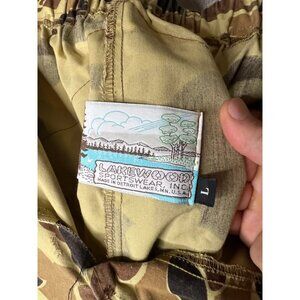 LAKEWOOD
SPORTSWEAR, INC.
MADE IN DETROIT LAKES, MN. U.S.A.
L